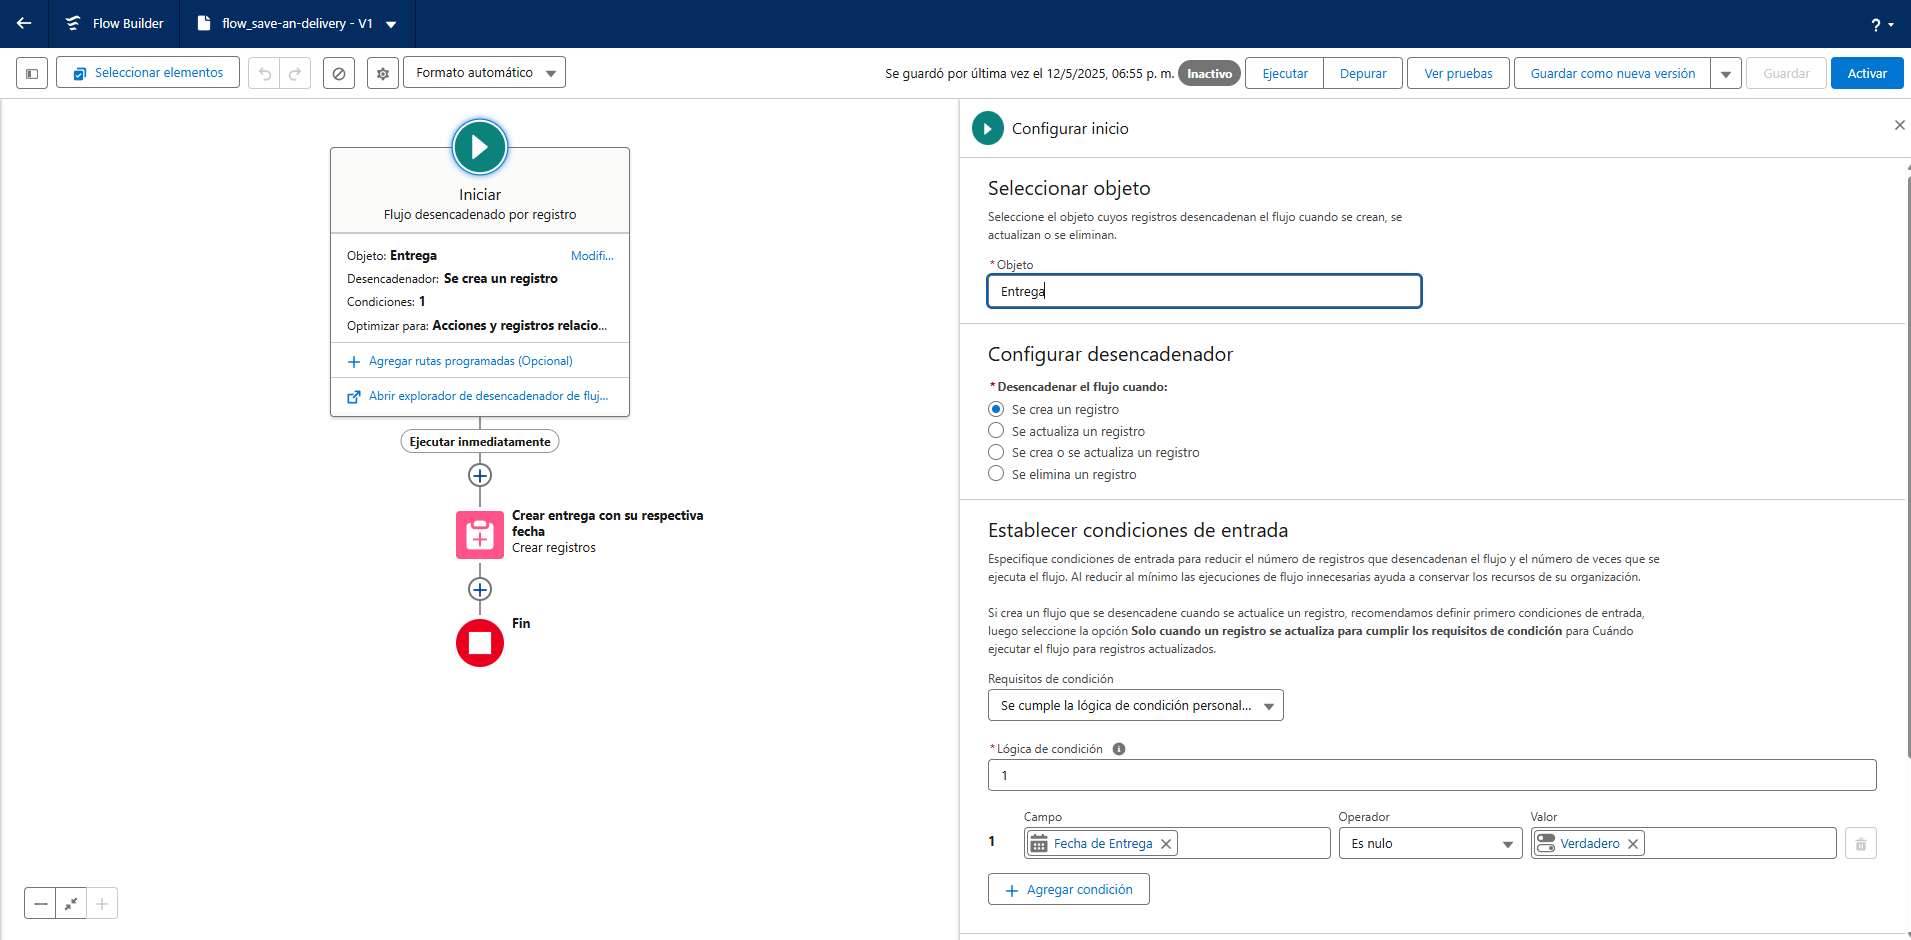 Flow Builder
flow_save-an-delivery - V1
?
Seleccionar elementos
Formato automático
Se guardó por última vez el 12/5/2025, 06:55 p. m.
Inactivo
Ejecutar
Depurar
Ver pruebas
Guardar como nueva versión
Guardar
Activar
Iniciar
Flujo desencadenado por registro
Objeto: Entrega
Modifi...
Desencadenador: Se crea un registro
Condiciones: 1
Optimizar para: Acciones y registros relacio...
Agregar rutas programadas (Opcional)
Abrir explorador de desencadenador de fluj...
Ejecutar inmediatamente
Crear entrega con su respectiva
fecha
Crear registros
Fin
Configurar inicio
Seleccionar objeto
Seleccione el objeto cuyos registros desencadenan el flujo cuando se crean, se
actualizan o se eliminan.
*Objeto
Entrega
Configurar desencadenador
*Desencadenar el flujo cuando:
Se crea un registro
Se actualiza un registro
Se crea o se actualiza un registro
Se elimina un registro
Establecer condiciones de entrada
Especifique condiciones de entrada para reducir el número de registros que desencadenan el flujo y el número de veces que se
ejecuta el flujo. Al reducir al mínimo las ejecuciones de flujo innecesarias ayuda a conservar los recursos de su organización.
Si crea un flujo que se desencadene cuando se actualice un registro, recomendamos definir primero condiciones de entrada,
luego seleccione la opción Solo cuando un registro se actualiza para cumplir los requisitos de condición para Cuándo
ejecutar el flujo para registros actualizados.
Requisitos de condición
Se cumple la lógica de condición personal...
*Lógica de condición
1
Campo
Operador
Valor
1
Fecha de Entrega
Es nulo
Verdadero
Agregar condición